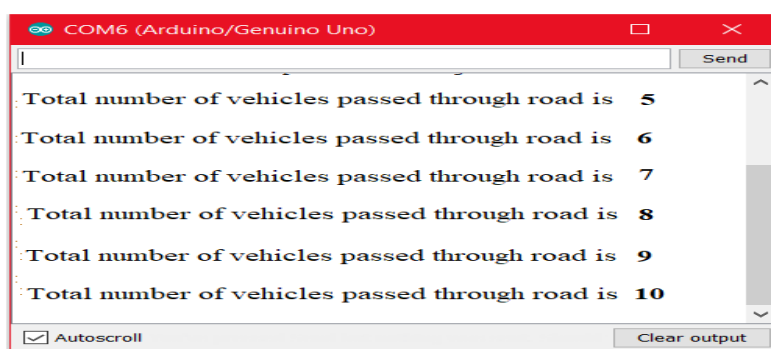 COM6 (Arduino/Genuino Uno)
Send
Total number of vehicles passed through road is 5
Total number of vehicles passed through road is 6
Total number of vehicles passed through road is 7
Total number of vehicles passed through road is 8
Total number of vehicles passed through road is 9
Total number of vehicles passed through road is 10
Autoscroll
Clear output